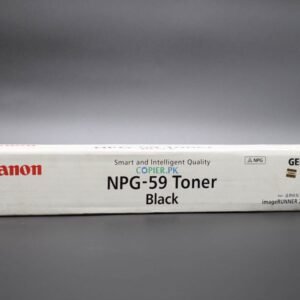 anon
Smart and Intelligent Quality
COPIER.PK
NPG-59 Toner
Black
NPG
GE
imageRUNNER